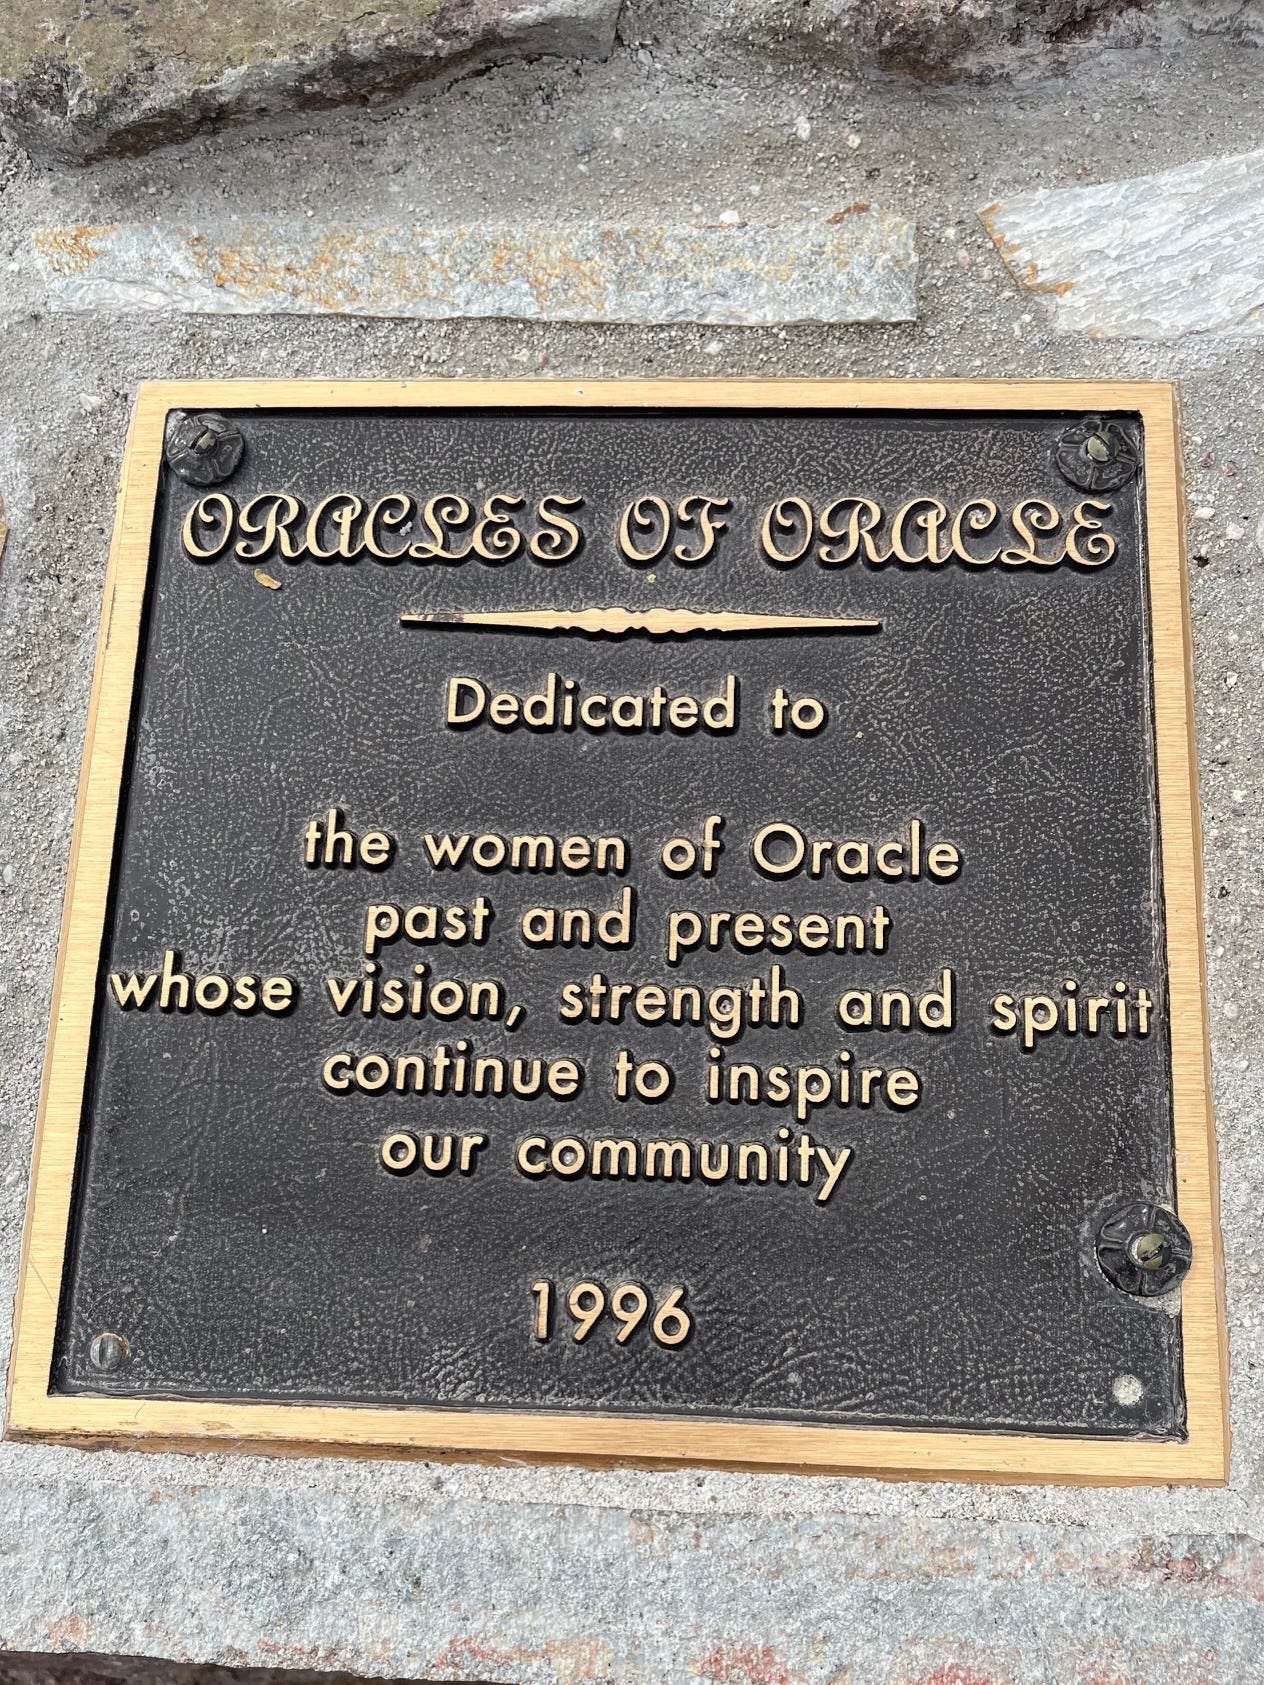 ORACLES OF ORACLE
Dedicated to
the women of Oracle
past and present
whose vision, strength and spirit
continue to inspire
our community
1996